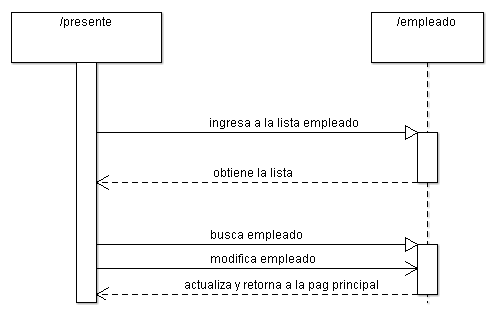 /presente
/empleado
ingresa a la lista empleado
obtiene la lista
busca empleado
modifica empleado
actualiza y retorna a la pag principal